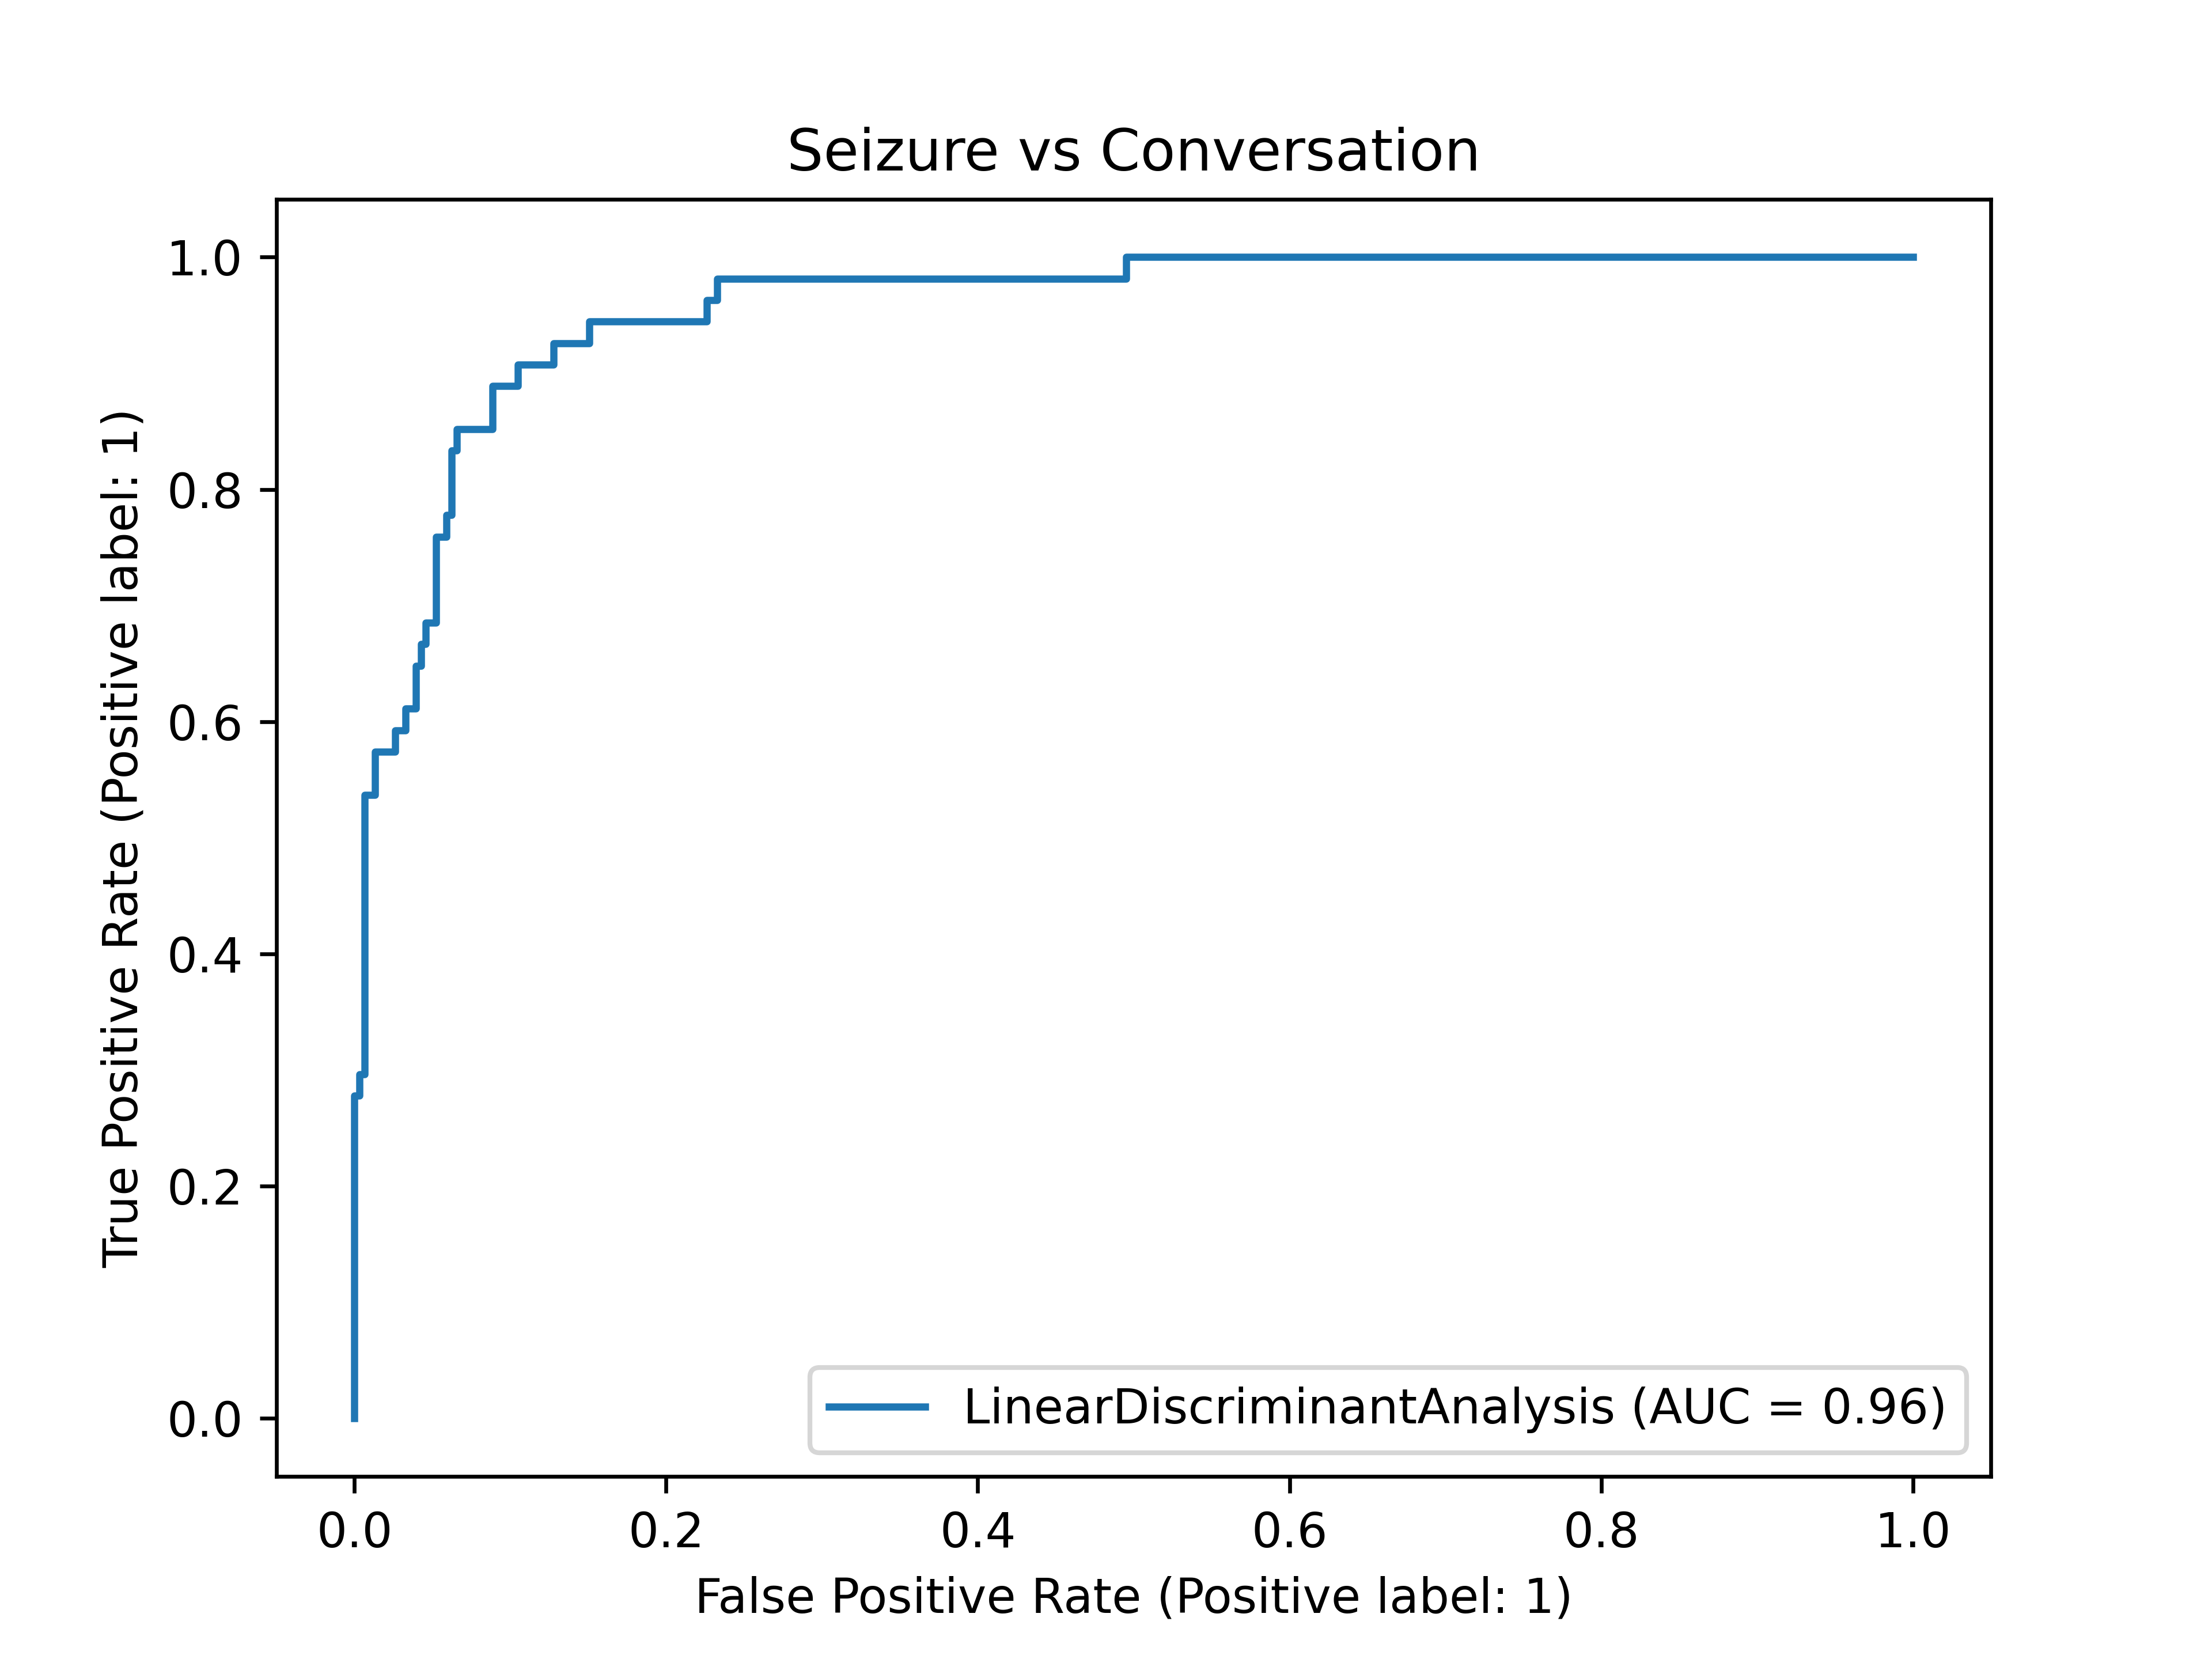 Seizure vs Conversation
1.0
0.8
0.6
0.4
0.2
0.0
True Positive Rate (Positive label: 1)
LinearDiscriminantAnalysis (AUC = 0.96)
0.0 0.2 0.4 0.6 0.8 1.0
False Positive Rate (Positive label: 1)